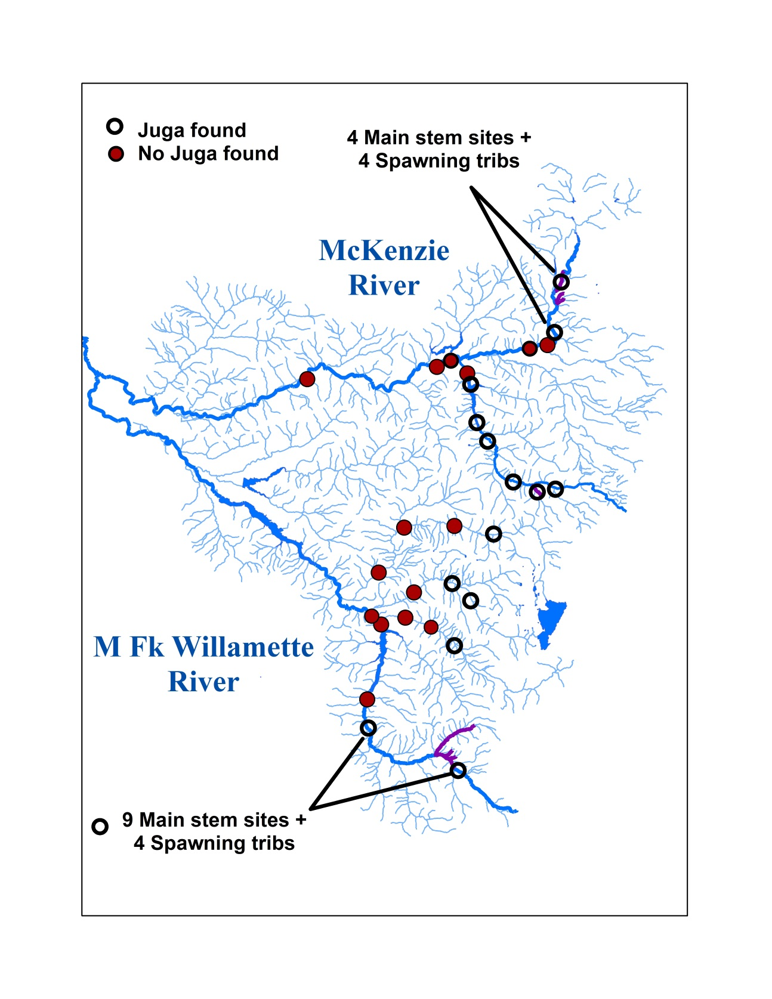 Juga found
No Juga found
4 Main stem sites +
4 Spawning tribs
McKenzie
River
M Fk Willamette
River
9 Main stem sites +
4 Spawning tribs